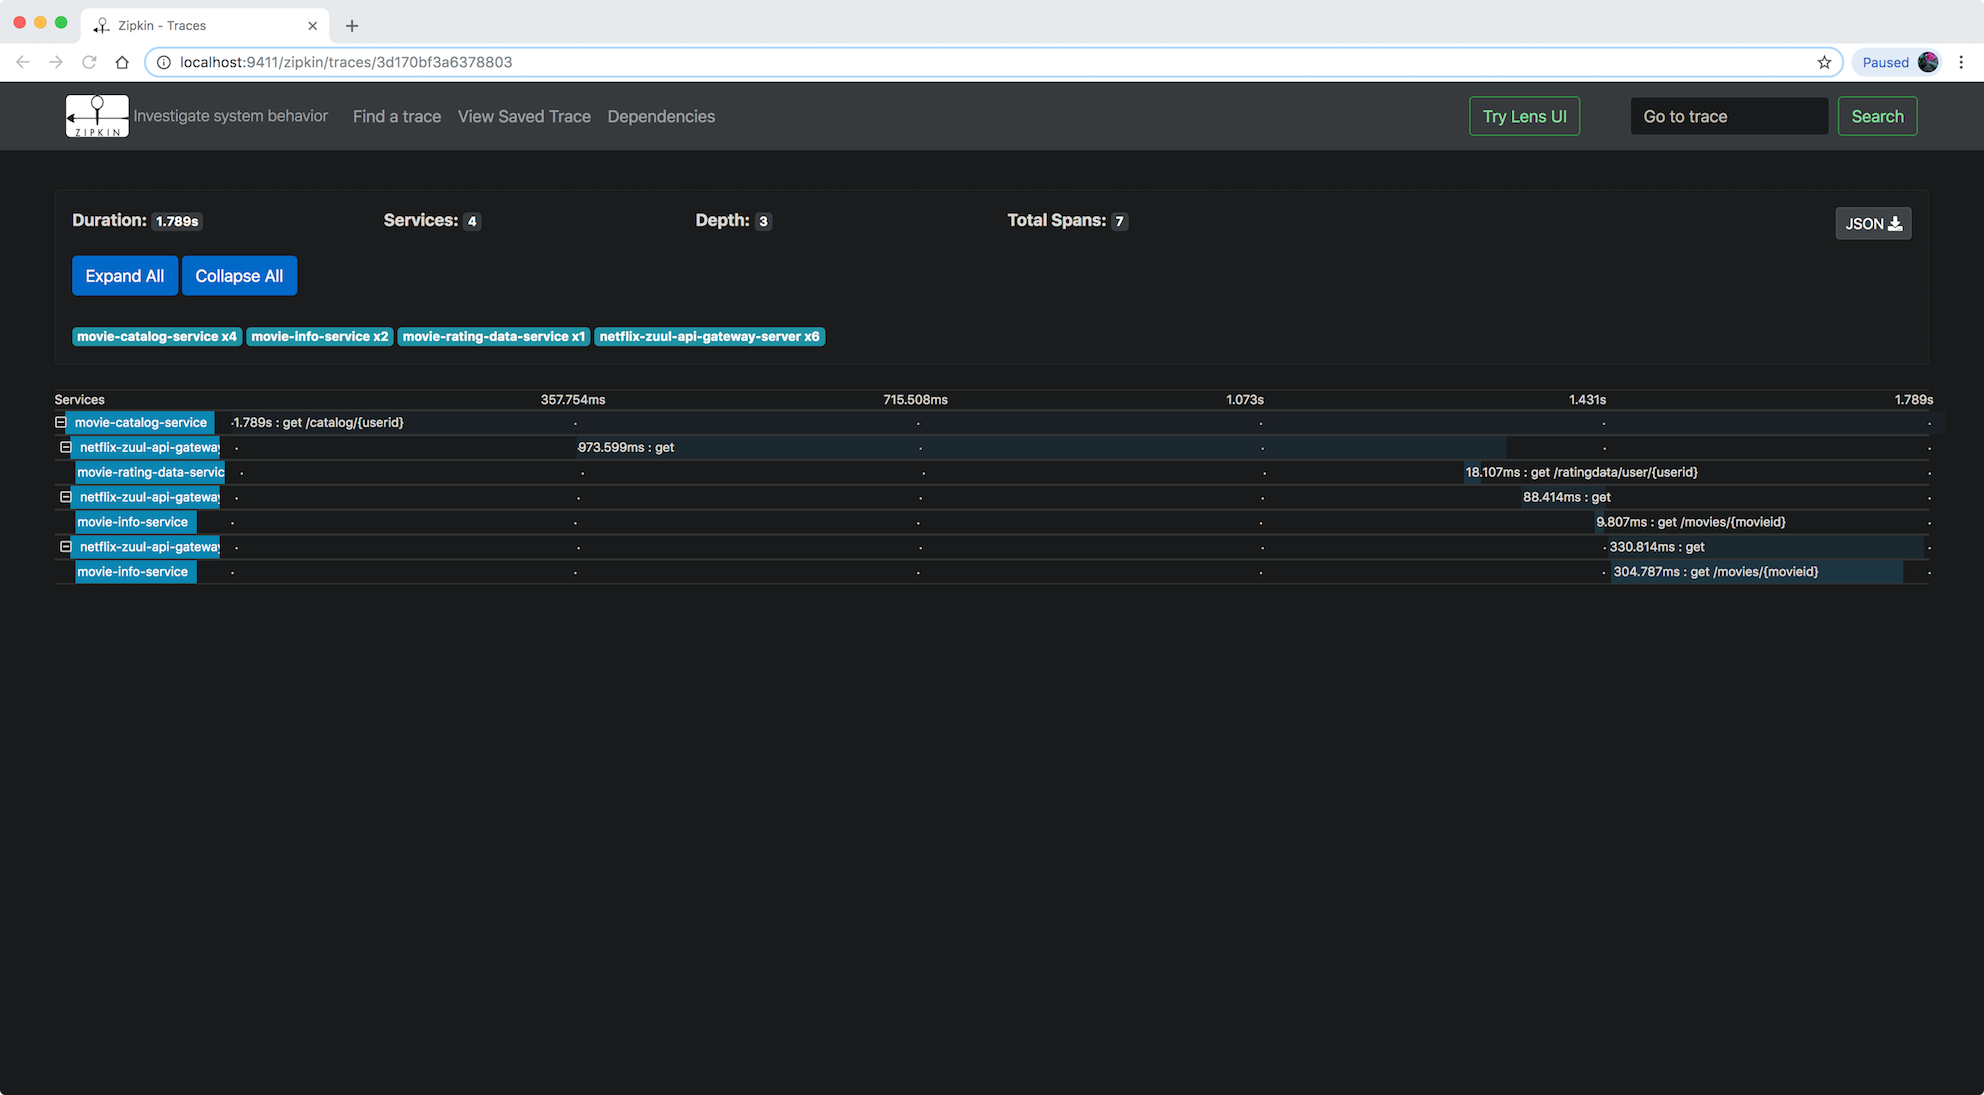 Zipkin - Traces
localhost:9411/zipkin/traces/3d170bf3a6378803
Paused
ZIPKIN
Investigate system behavior Find a trace View Saved Trace Dependencies Try Lens UI Go to trace Search
Duration: 1.789s Services: 4 Depth: 3 Total Spans: 7 JSON
Expand All Collapse All
movie-catalog-service x4 movie-info-service x2 movie-rating-data-service x1 netflix-zuul-api-gateway-server x6
Services 357.754ms 715.508ms 1.073s 1.431s 1.789s
movie-catalog-service 1.789s : get /catalog/{userid}
netflix-zuul-api-gateway 973.599ms : get
movie-rating-data-servic 18.107ms : get /ratingdata/user/{userid}
netflix-zuul-api-gateway 88.414ms : get
movie-info-service 9.807ms : get /movies/{movieid}
netflix-zuul-api-gateway 330.814ms : get
movie-info-service 304.787ms : get /movies/{movieid}